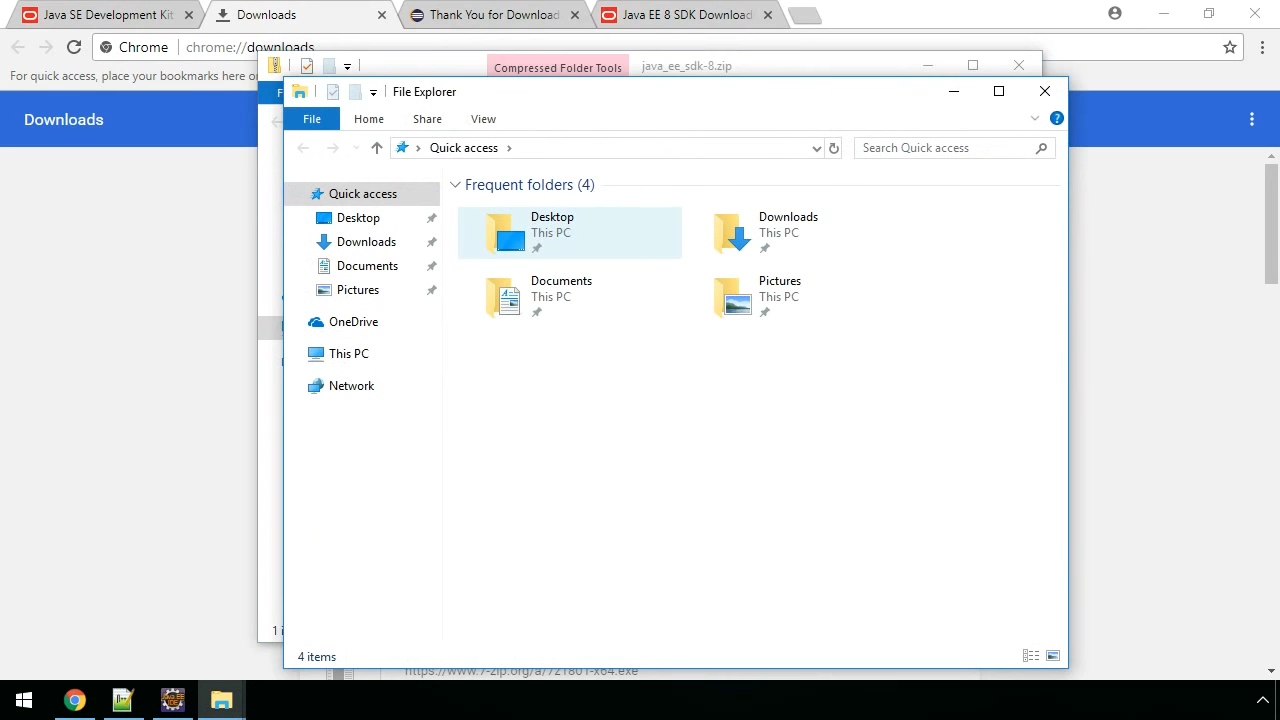 Java SE Development Kit
Downloads
Thank You for Download
Java EE 8 SDK Download
Chrome
chrome://downloads
For quick access, place your bookmarks here
Compressed Folder Tools
java_ee_sdk-8.zip
File Explorer
Downloads
File
Home
Share
View
Quick access
Search Quick access
Quick access
Desktop
Downloads
Documents
Pictures
OneDrive
This PC
Network
Frequent folders (4)
Desktop
This PC
Downloads
This PC
Documents
This PC
Pictures
This PC
4 items
https://www.7-zip.org/a/7z1801-x64.exe